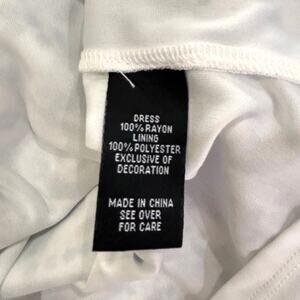 DRESS
100% RAYON
LINING
100% POLYESTER
EXCLUSIVE OF
DECORATION
MADE IN CHINA
SEE OVER
FOR CARE